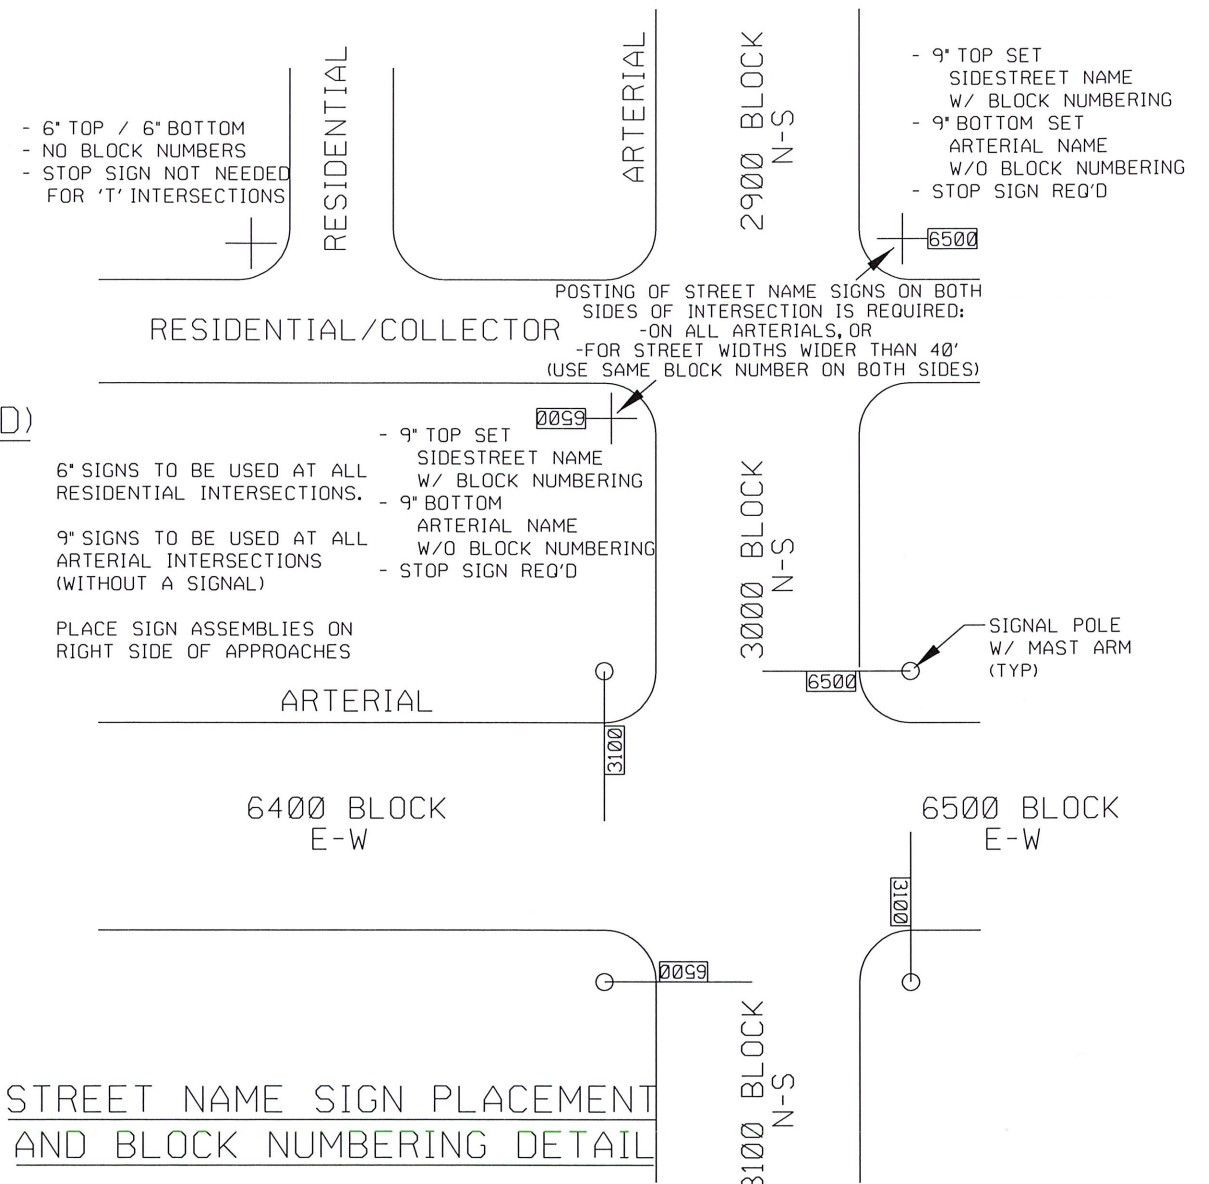 RESIDENTIAL
ARTERIAL
2900 BLOCK
N-S
- 9" TOP SET
SIDESTREET NAME
W/ BLOCK NUMBERING
- 9" BOTTOM SET
ARTERIAL NAME
W/O BLOCK NUMBERING
- STOP SIGN REQ'D
- 6" TOP / 6" BOTTOM
- NO BLOCK NUMBERS
- STOP SIGN NOT NEEDED
FOR 'T' INTERSECTIONS
6500
POSTING OF STREET NAME SIGNS ON BOTH
SIDES OF INTERSECTION IS REQUIRED:
-ON ALL ARTERIALS, OR
-FOR STREET WIDTHS WIDER THAN 40'
(USE SAME BLOCK NUMBER ON BOTH SIDES)
RESIDENTIAL/COLLECTOR
6500
D)
- 9" TOP SET
SIDESTREET NAME
W/ BLOCK NUMBERING
- 9" BOTTOM
ARTERIAL NAME
W/O BLOCK NUMBERING
- STOP SIGN REQ'D
6" SIGNS TO BE USED AT ALL
RESIDENTIAL INTERSECTIONS.
9" SIGNS TO BE USED AT ALL
ARTERIAL INTERSECTIONS
(WITHOUT A SIGNAL)
PLACE SIGN ASSEMBLIES ON
RIGHT SIDE OF APPROACHES
3000 BLOCK
N-S
SIGNAL POLE
W/ MAST ARM
(TYP)
6500
ARTERIAL
3100
6400 BLOCK
E-W
6500 BLOCK
E-W
3100
6500
3100 BLOCK
N-S
STREET NAME SIGN PLACEMENT
AND BLOCK NUMBERING DETAIL